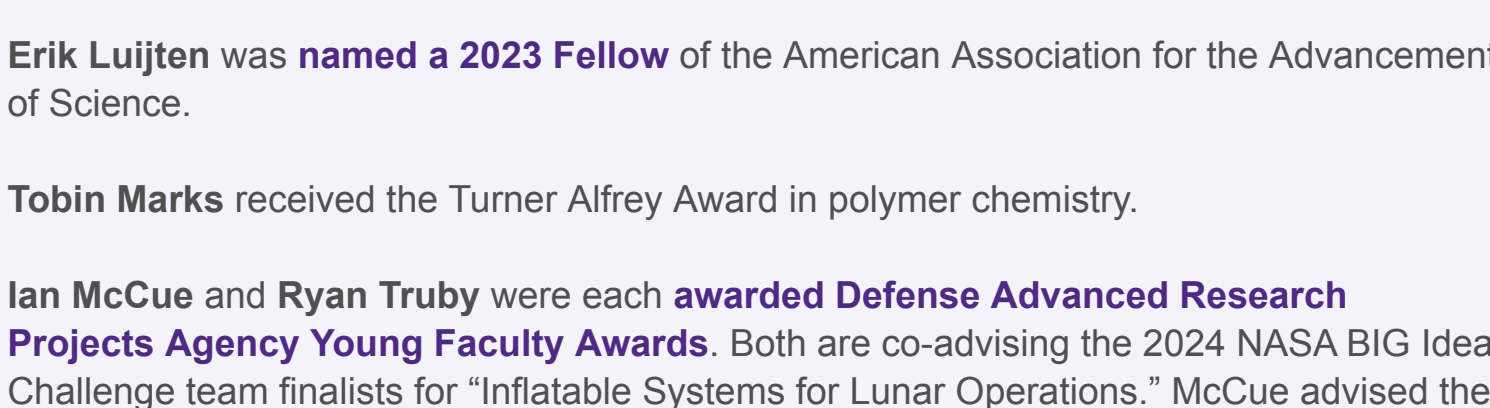 Erik Luijten was named a 2023 Fellow of the American Association for the Advancement
of Science.
Tobin Marks received the Turner Alfrey Award in polymer chemistry.
Ian McCue and Ryan Truby were each awarded Defense Advanced Research
Projects Agency Young Faculty Awards. Both are co-advising the 2024 NASA BIG Idea
Challenge team finalists for “Inflatable Systems for Lunar Operations.” McCue advised the